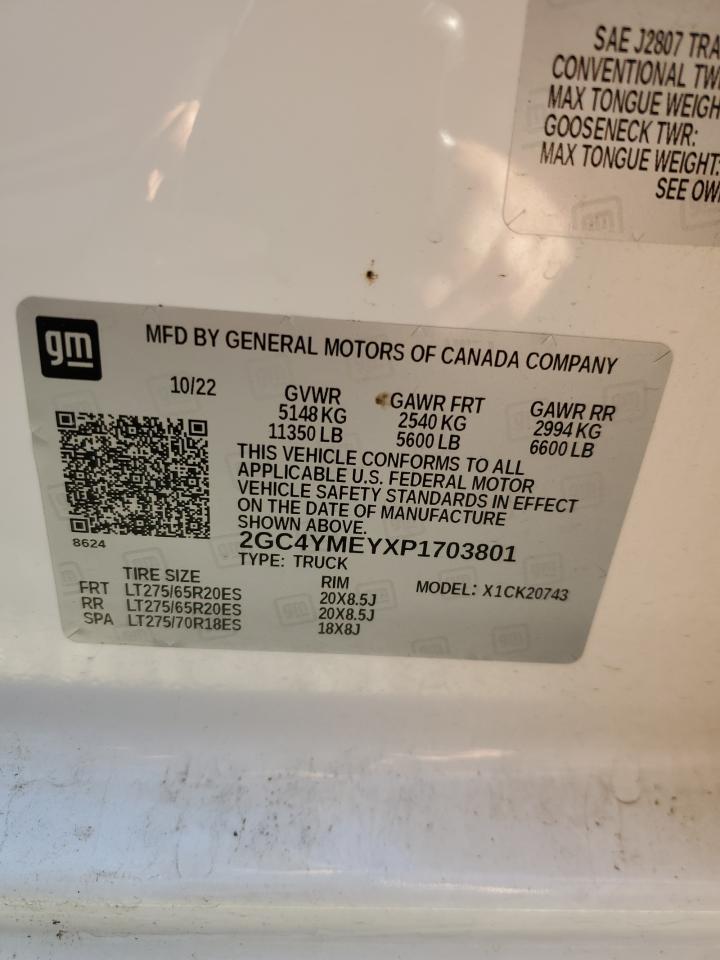 SAE J2807
CONVENTIONAL
MAX TONGUE
GOOSENECK TWR:
MAX TONGUE WEIGHT:
SEE
gm
MFD BY GENERAL MOTORS OF CANADA COMPANY
10/22 GVWR GAWR FRT GAWR RR
5148 KG 2540 KG 2994 KG
11350 LB 5600 LB 6600 LB
THIS VEHICLE CONFORMS TO ALL
APPLICABLE U.S. FEDERAL MOTOR
VEHICLE SAFETY STANDARDS IN EFFECT
ON THE DATE OF MANUFACTURE
SHOWN ABOVE.
8624
2GC4YMEYXP1703801
TYPE: TRUCK
TIRE SIZE RIM MODEL: X1CK20743
FRT LT275/65R20ES 20X8.5J
RR LT275/65R20ES 20X8.5J
SPA LT275/70R18ES 18X8J